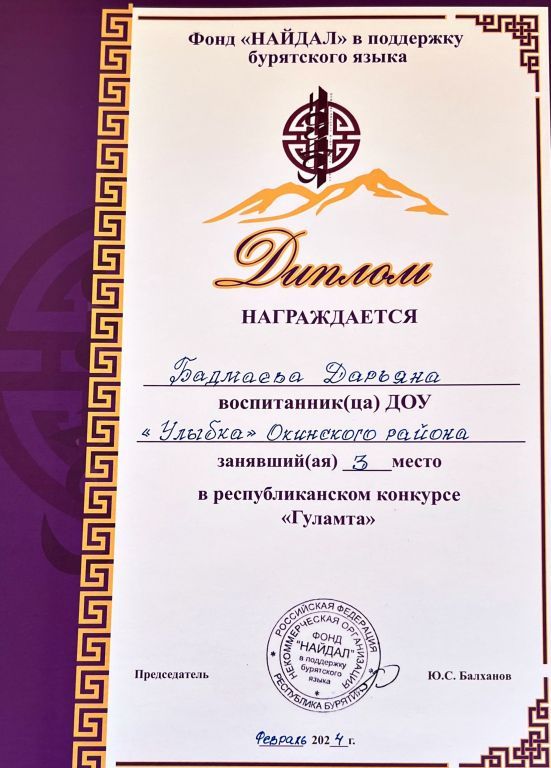 Фонд «НАЙДАЛ» в поддержку
бурятского языка
Диплом
НАГРАЖДАЕТСЯ
Бадмаева Дарьяна
воспитанник(ца) ДОУ
«Улыбка» Окинского района
занявший(ая) 3 место
в республиканском конкурсе
«Гуламта»
РОССИЙСКАЯ ФЕДЕРАЦИЯ
НЕКОММЕРЧЕСКАЯ ОРГАНИЗАЦИЯ
ФОНД
"НАЙДАЛ"
в поддержку
бурятского
языка
РЕСПУБЛИКА БУРЯТИЯ
Председатель Ю.С. Балханов
Февраль 2024 г.